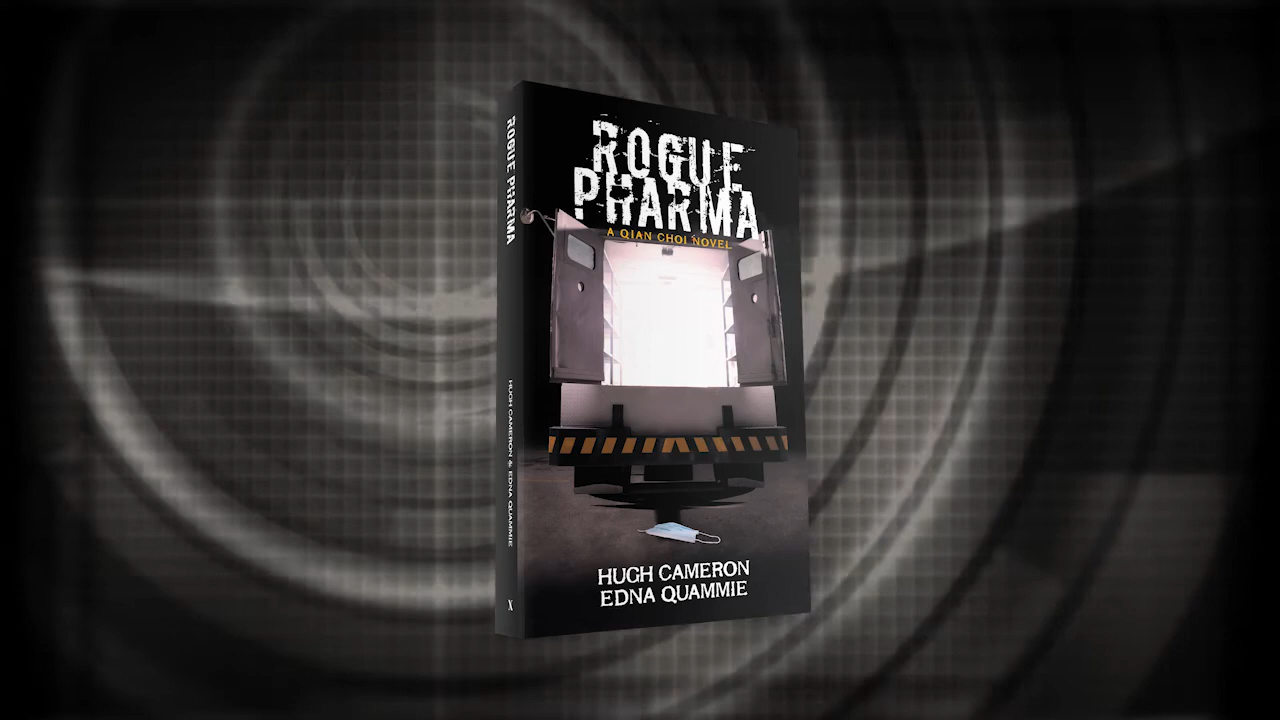 ROGUE PHARMA
HUGH CAMERON & EDNA QUAMMIE
X
ROGUE
PHARMA
A QIAN CHOI NOVEL
HUGH CAMERON
EDNA QUAMMIE